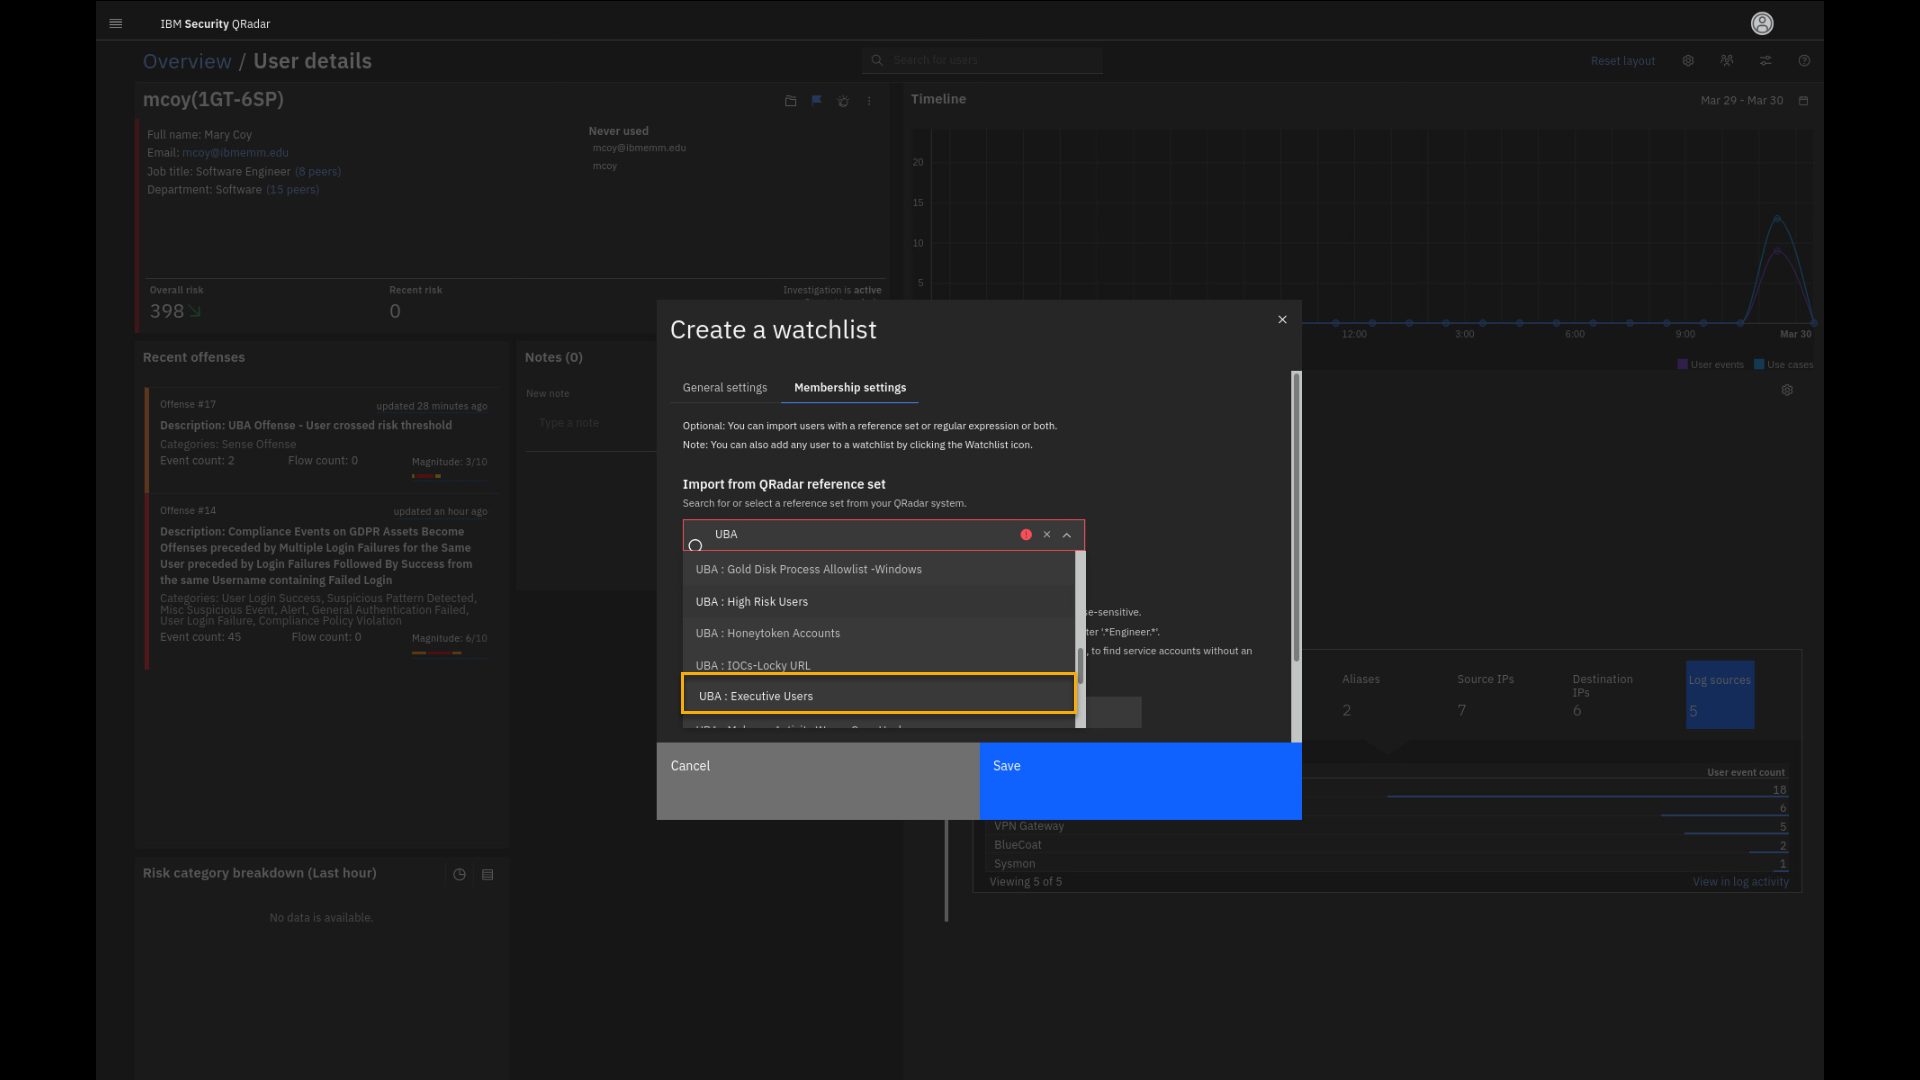 IBM Security QRadar
Overview / User details
Search for users
Reset layout
mcoy(1GT-6SP)
Full name: Mary Coy
Email: mcoy@ibmemm.edu
Job title: Software Engineer (8 peers)
Department: Software (15 peers)
Never used
mcoy@ibmemm.edu
mcoy
Overall risk
398
Recent risk
0
Investigation is active
Timeline
Mar 29 - Mar 30
20
15
10
5
12:00
3:00
6:00
9:00
Mar 30
User events
Use cases
Recent offenses
Offense #17
updated 28 minutes ago
Description: UBA Offense - User crossed risk threshold
Categories: Sense Offense
Event count: 2
Flow count: 0
Magnitude: 3/10
Offense #14
updated an hour ago
Description: Compliance Events on GDPR Assets Become
Offenses preceded by Multiple Login Failures for the Same
User preceded by Login Failures Followed By Success from
the same Username containing Failed Login
Categories: User Login Success, Suspicious Pattern Detected,
Misc Suspicious Event, Alert, General Authentication Failed,
User Login Failure, Compliance Policy Violation
Event count: 45
Flow count: 0
Magnitude: 6/10
Notes (0)
New note
Type a note
Create a watchlist
General settings
Membership settings
Optional: You can import users with a reference set or regular expression or both.
Note: You can also add any user to a watchlist by clicking the Watchlist icon.
Import from QRadar reference set
Search for or select a reference set from your QRadar system.
UBA
UBA : Gold Disk Process Allowlist -Windows
UBA : High Risk Users
UBA : Honeytoken Accounts
UBA : IOCs-Locky URL
UBA : Executive Users
se-sensitive.
ter '.*Engineer.*'.
, to find service accounts without an
Cancel
Save
Aliases
2
Source IPs
7
Destination
IPs
6
Log sources
5
User event count
18
6
VPN Gateway
5
BlueCoat
2
Sysmon
1
Viewing 5 of 5
View in log activity
Risk category breakdown (Last hour)
No data is available.